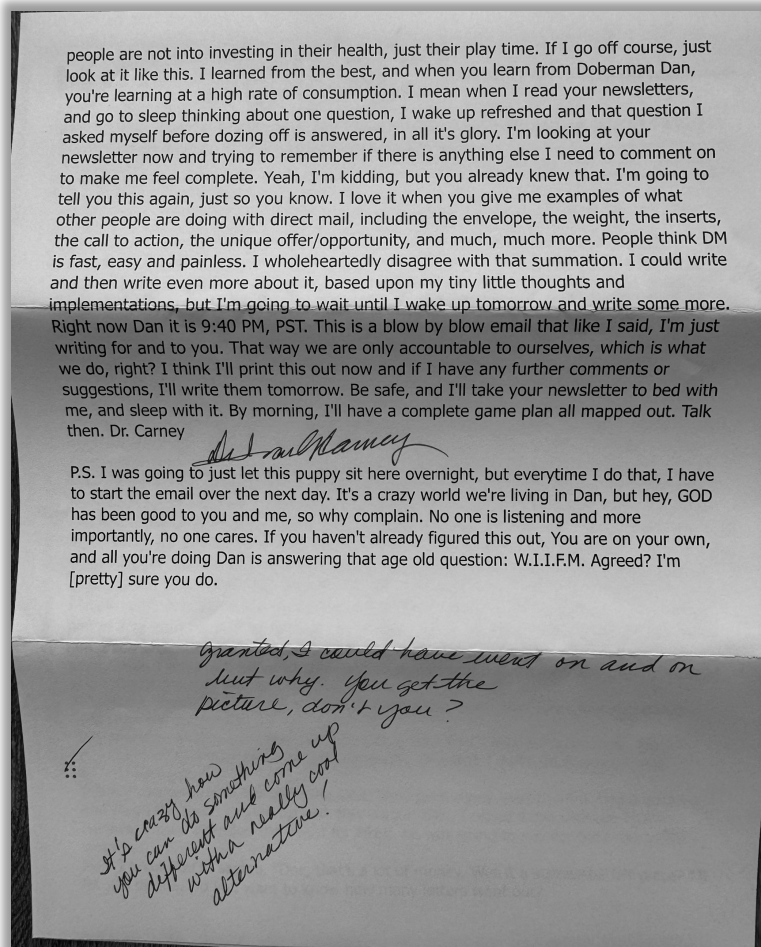 people are not into investing in their health, just their play time. If I go off course, just
look at it like this. I learned from the best, and when you learn from Doberman Dan,
you're learning at a high rate of consumption. I mean when I read your newsletters,
and go to sleep thinking about one question, I wake up refreshed and that question I
asked myself before dozing off is answered, in all it's glory. I'm looking at your
newsletter now and trying to remember if there is anything else I need to comment on
to make me feel complete. Yeah, I'm kidding, but you already knew that. I'm going to
tell you this again, just so you know. I love it when you give me examples of what
other people are doing with direct mail, including the envelope, the weight, the inserts,
the call to action, the unique offer/opportunity, and much, much more. People think DM
is fast, easy and painless. I wholeheartedly disagree with that summation. I could write
and then write even more about it, based upon my tiny little thoughts and
implementations, but I'm going to wait until I wake up tomorrow and write some more.
Right now Dan it is 9:40 PM, PST. This is a blow by blow email that like I said, I'm just
writing for and to you. That way we are only accountable to ourselves, which is what
we do, right? I think I'll print this out now and if I have any further comments or
suggestions, I'll write them tomorrow. Be safe, and I'll take your newsletter to bed with
me, and sleep with it. By morning, I'll have a complete game plan all mapped out. Talk
then. Dr. Carney
P.S. I was going to just let this puppy sit here overnight, but everytime I do that, I have
to start the email over the next day. It's a crazy world we're living in Dan, but hey, GOD
has been good to you and me, so why complain. No one is listening and more
importantly, no one cares. If you haven't already figured this out, You are on your own,
and all you're doing Dan is answering that age old question: W.I.I.F.M. Agreed? I'm
[pretty] sure you do.
Granted, I could have went on and on
but why. You get the
picture, don't you?
It's crazy how
you can do something
different and come up
with a really cool
alternative!